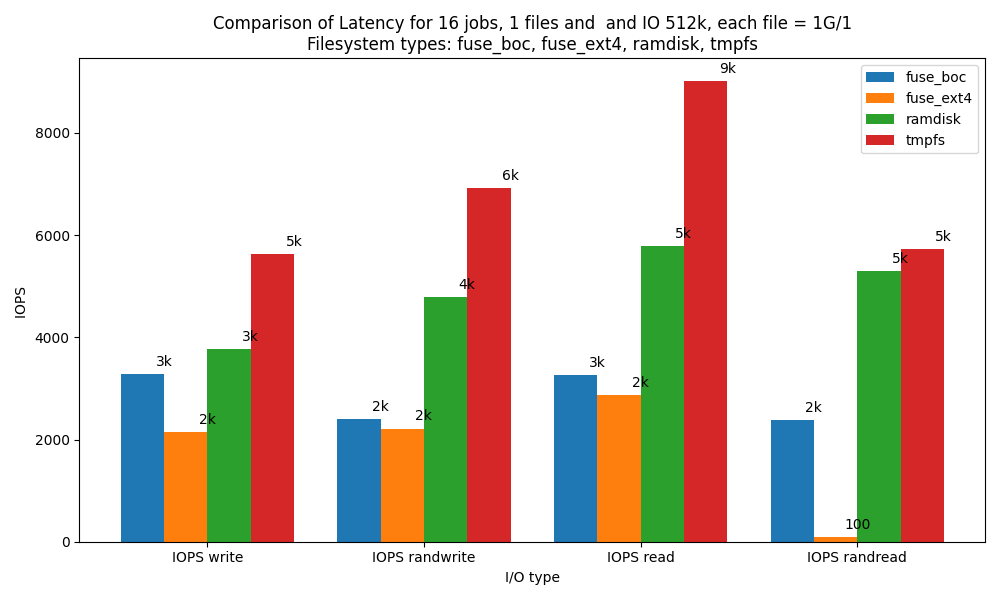 Comparison of Latency for 16 jobs, 1 files and  and IO 512k, each file = 1G/1
Filesystem types: fuse_boc, fuse_ext4, ramdisk, tmpfs
fuse_boc
fuse_ext4
ramdisk
tmpfs
IOPS
8000
6000
4000
2000
0
3k
2k
3k
5k
2k
2k
4k
6k
3k
2k
5k
9k
2k
100
5k
5k
IOPS write
IOPS randwrite
IOPS read
IOPS randread
I/O type